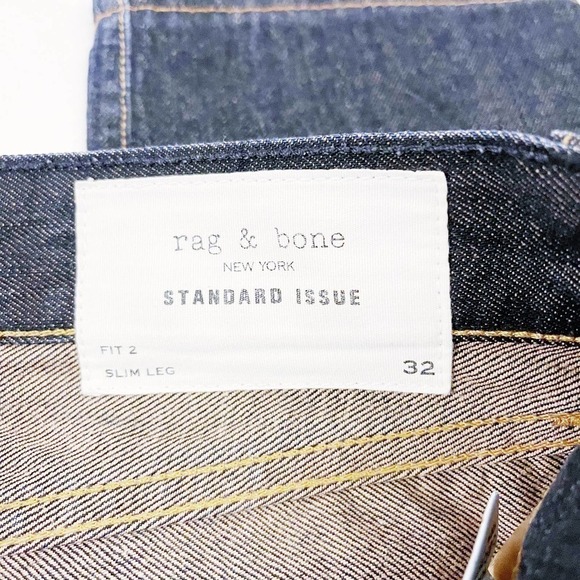 rag & bone
NEW YORK
STANDARD ISSUE
FIT 2
SLIM LEG
32